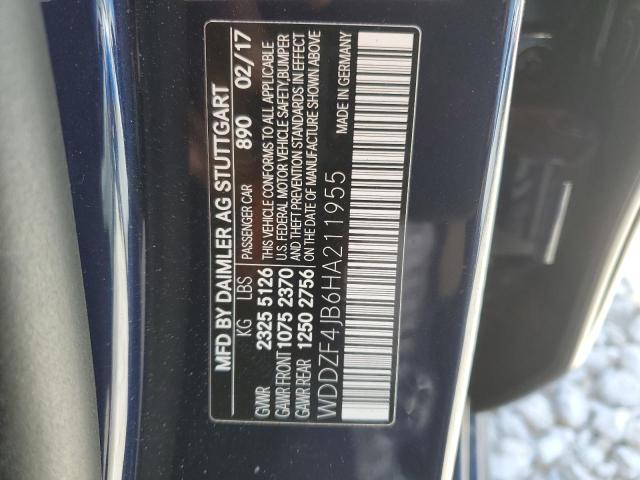 MFD BY DAIMLER AG STUTTGART
KG LBS PASSENGER CAR 890 02/17
GVWR 2325 5126 THIS VEHICLE CONFORMS TO ALL APPLICABLE
GAWR FRONT 1075 2370 U.S. FEDERAL MOTOR VEHICLE SAFETY, BUMPER
GAWR REAR 1250 2756 AND THEFT PREVENTION STANDARDS IN EFFECT
ON THE DATE OF MANUFACTURE SHOWN ABOVE
WDDZF4JB6HA211955 MADE IN GERMANY